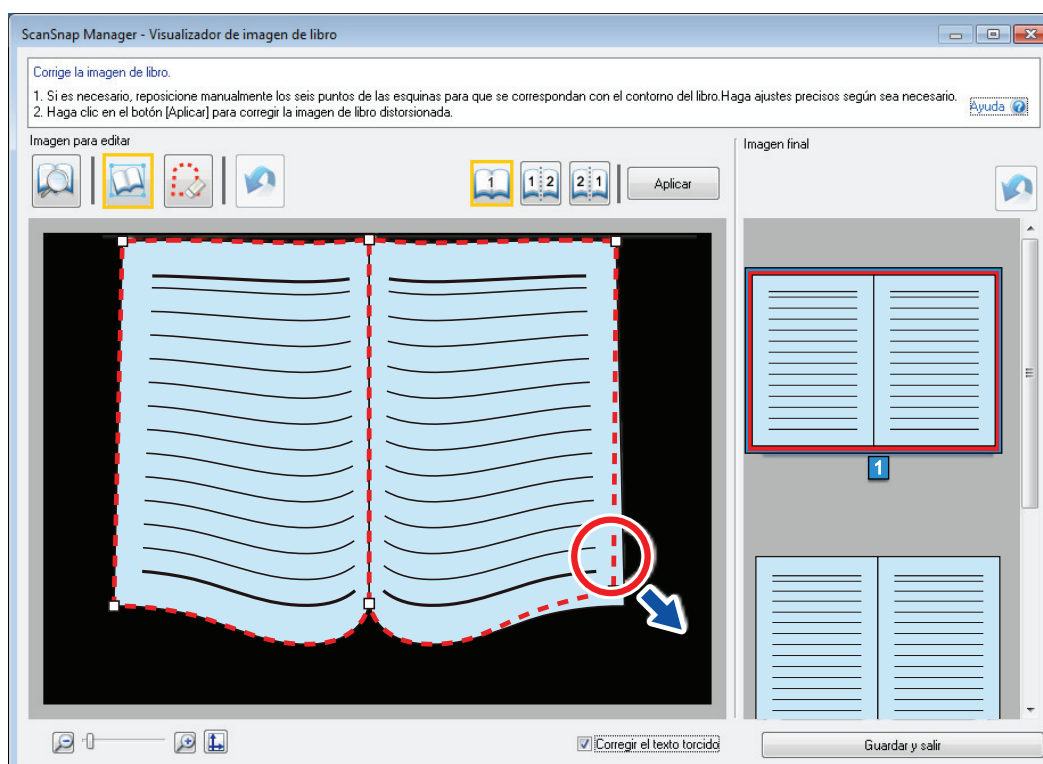 ScanSnap Manager - Visualizador de imagen de libro
Corrige la imagen de libro.
1. Si es necesario, reposicione manualmente los seis puntos de las esquinas para que se correspondan con el contorno del libro.Haga ajustes precisos según sea necesario.
2. Haga clic en el botón [Aplicar] para corregir la imagen de libro distorsionada.
Ayuda
Imagen para editar
Imagen final
1
1 2
2 1
Aplicar
1
Corregir el texto torcido
Guardar y salir